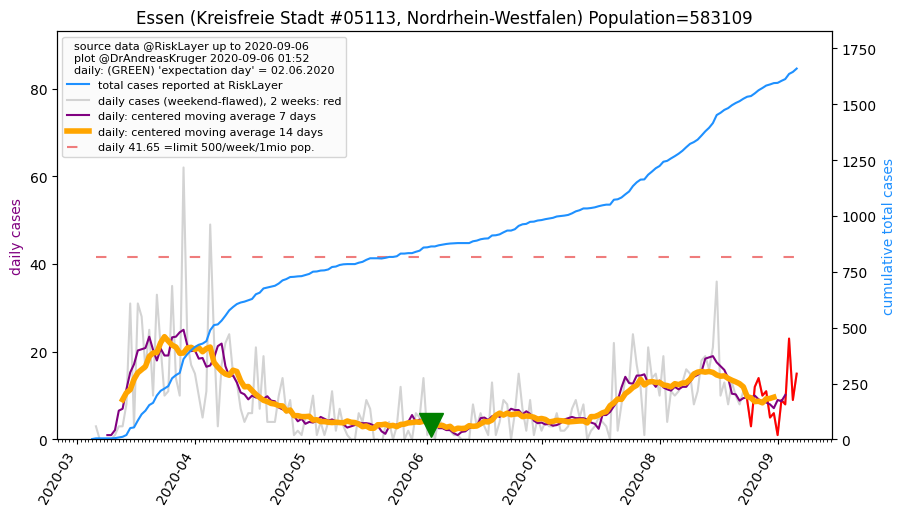 Essen (Kreisfreie Stadt #05113, Nordrhein-Westfalen) Population=583109
source data @RiskLayer up to 2020-09-06
plot @DrAndreasKruger 2020-09-06 01:52
daily: (GREEN) 'expectation day' = 02.06.2020
total cases reported at RiskLayer
daily cases (weekend-flawed), 2 weeks: red
daily: centered moving average 7 days
daily: centered moving average 14 days
daily 41.65 =limit 500/week/1mio pop.
daily cases
80
60
40
20
0
cumulative total cases
1750
1500
1250
1000
750
500
250
0
2020-03
2020-04
2020-05
2020-06
2020-07
2020-08
2020-09